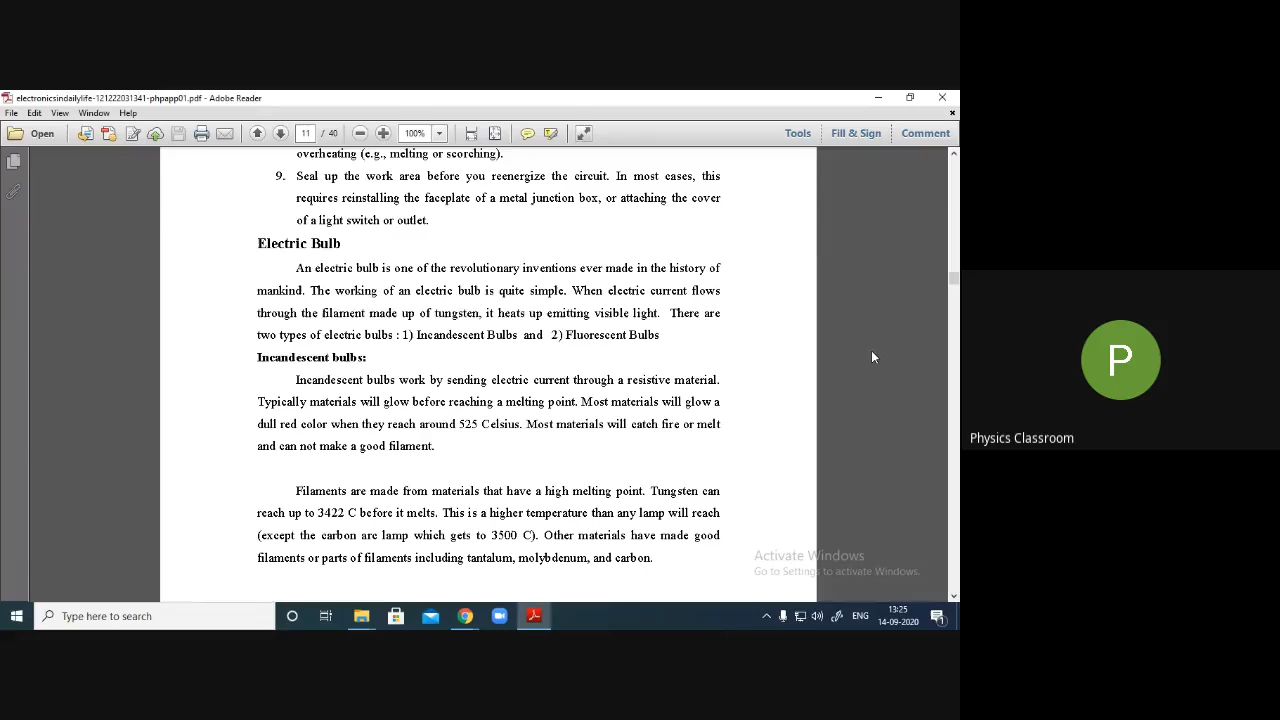 electronicsindailylife-121222031341-phpapp01.pdf - Adobe Reader
File Edit View Window Help
Open 11 / 40 100% Tools Fill & Sign Comment
overheating (e.g., melting or scorching).
9. Seal up the work area before you reenergize the circuit. In most cases, this
requires reinstalling the faceplate of a metal junction box, or attaching the cover
of a light switch or outlet.
Electric Bulb
An electric bulb is one of the revolutionary inventions ever made in the history of
mankind. The working of an electric bulb is quite simple. When electric current flows
through the filament made up of tungsten, it heats up emitting visible light. There are
two types of electric bulbs : 1) Incandescent Bulbs and 2) Fluorescent Bulbs
Incandescent bulbs:
Incandescent bulbs work by sending electric current through a resistive material.
Typically materials will glow before reaching a melting point. Most materials will glow a
dull red color when they reach around 525 Celsius. Most materials will catch fire or melt
and can not make a good filament.
Filaments are made from materials that have a high melting point. Tungsten can
reach up to 3422 C before it melts. This is a higher temperature than any lamp will reach
(except the carbon are lamp which gets to 3500 C). Other materials have made good
filaments or parts of filaments including tantalum, molybdenum, and carbon.
Activate Windows
Go to Settings to activate Windows.
Type here to search
ENG
13:25
14-09-2020
1
P
Physics Classroom